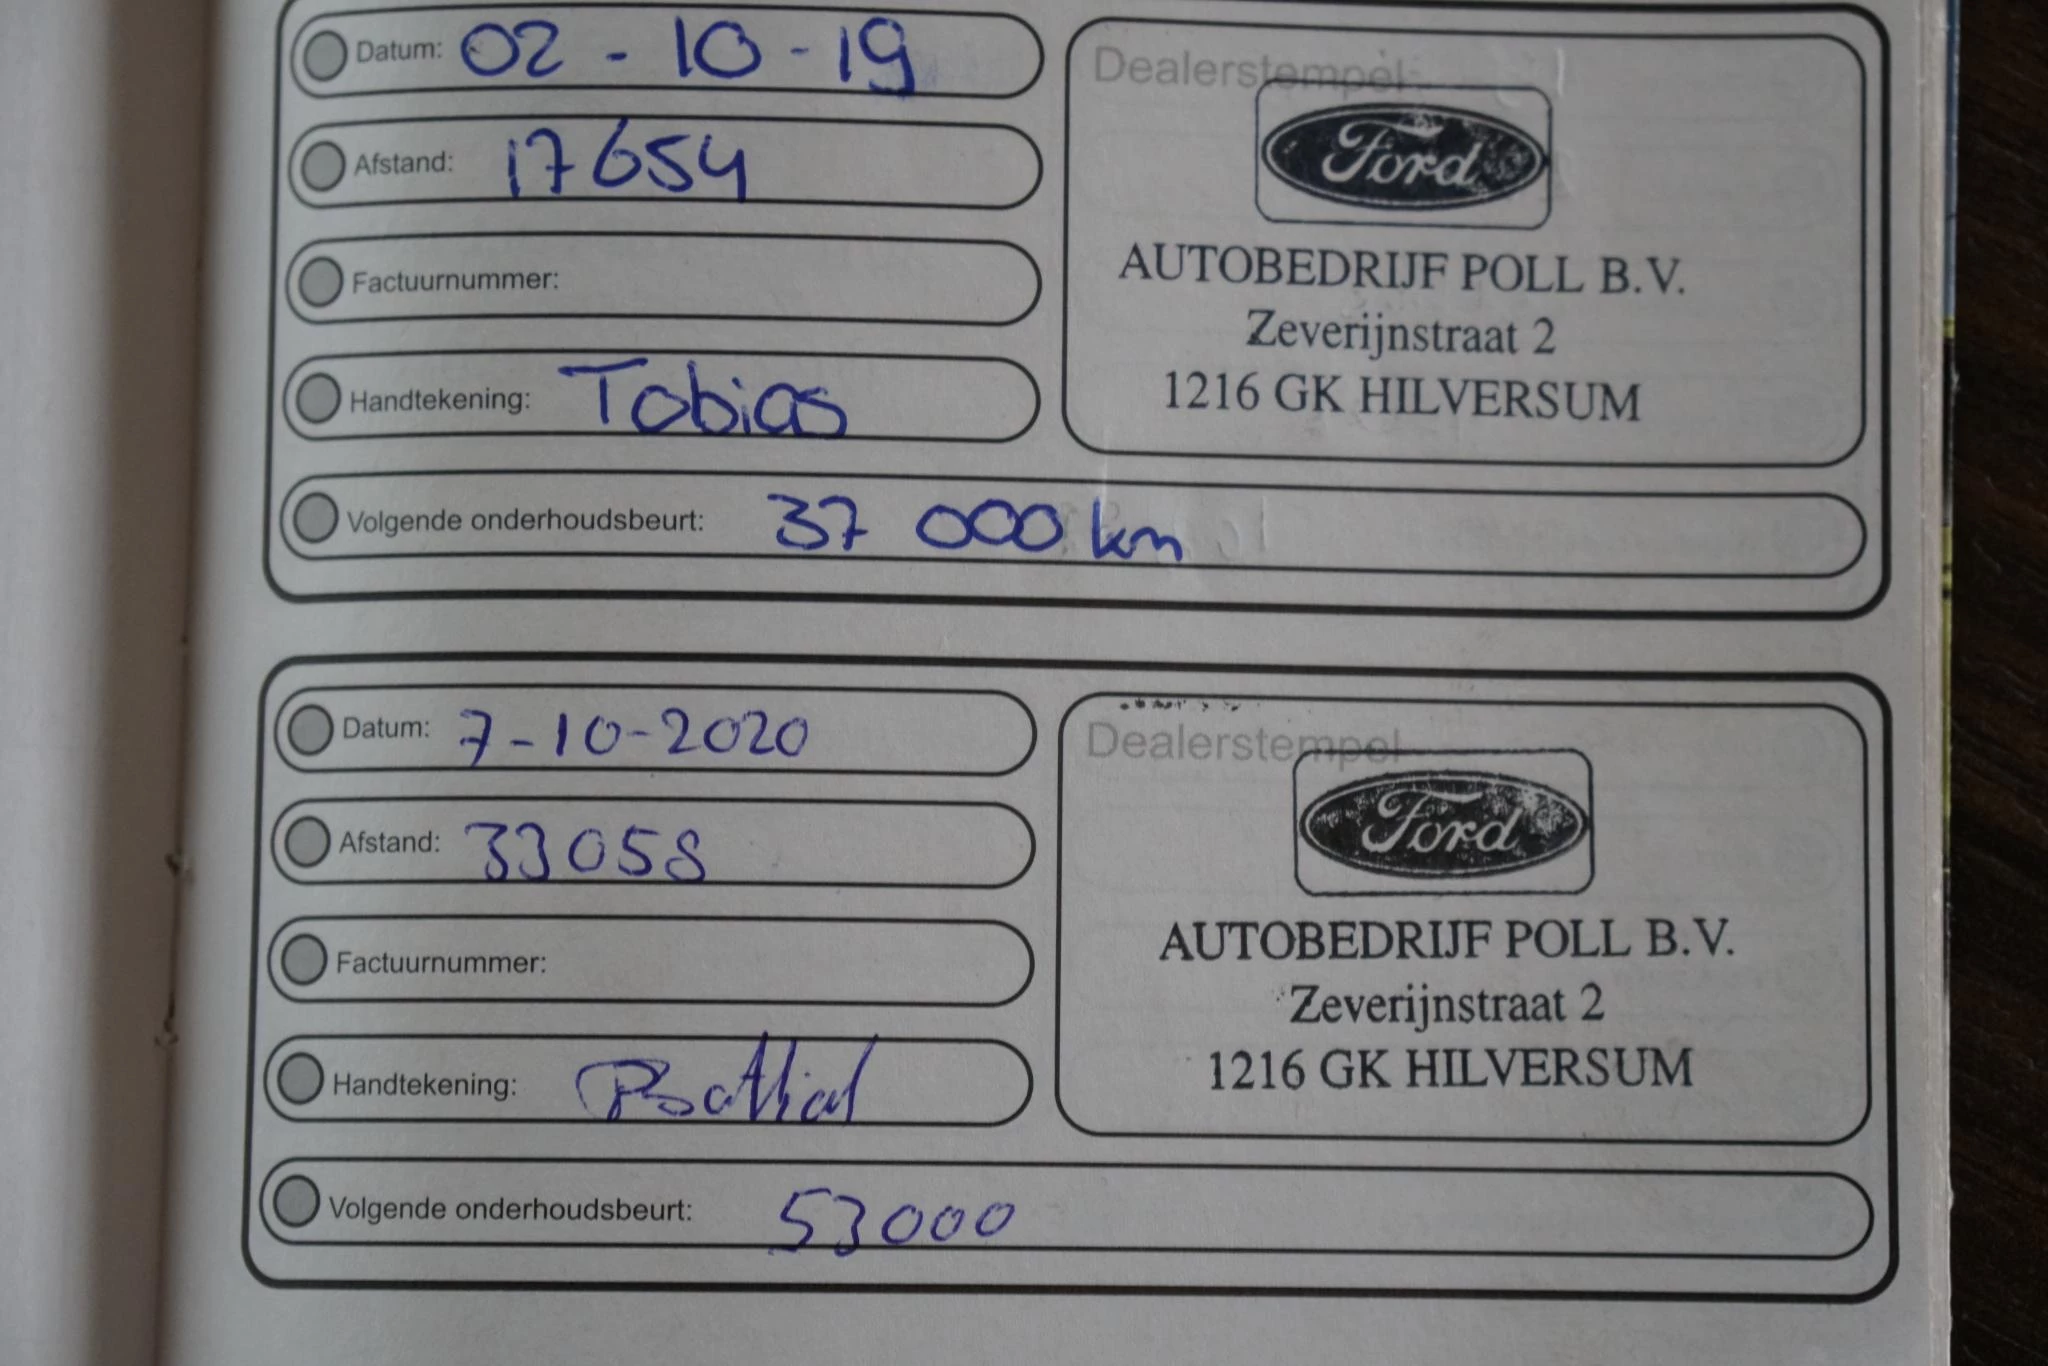 Datum: 02-10-19
Afstand: 17654
Factuurnummer:
Handtekening: Tobias
Volgende onderhoudsbeurt: 37 000 km
Dealerstempel
Ford
AUTOBEDRIJF POLL B.V.
Zeverijnstraat 2
1216 GK HILVERSUM
Datum: 7-10-2020
Afstand: 33058
Factuurnummer:
Handtekening:
Volgende onderhoudsbeurt: 53000
Dealerstempel
Ford
AUTOBEDRIJF POLL B.V.
Zeverijnstraat 2
1216 GK HILVERSUM